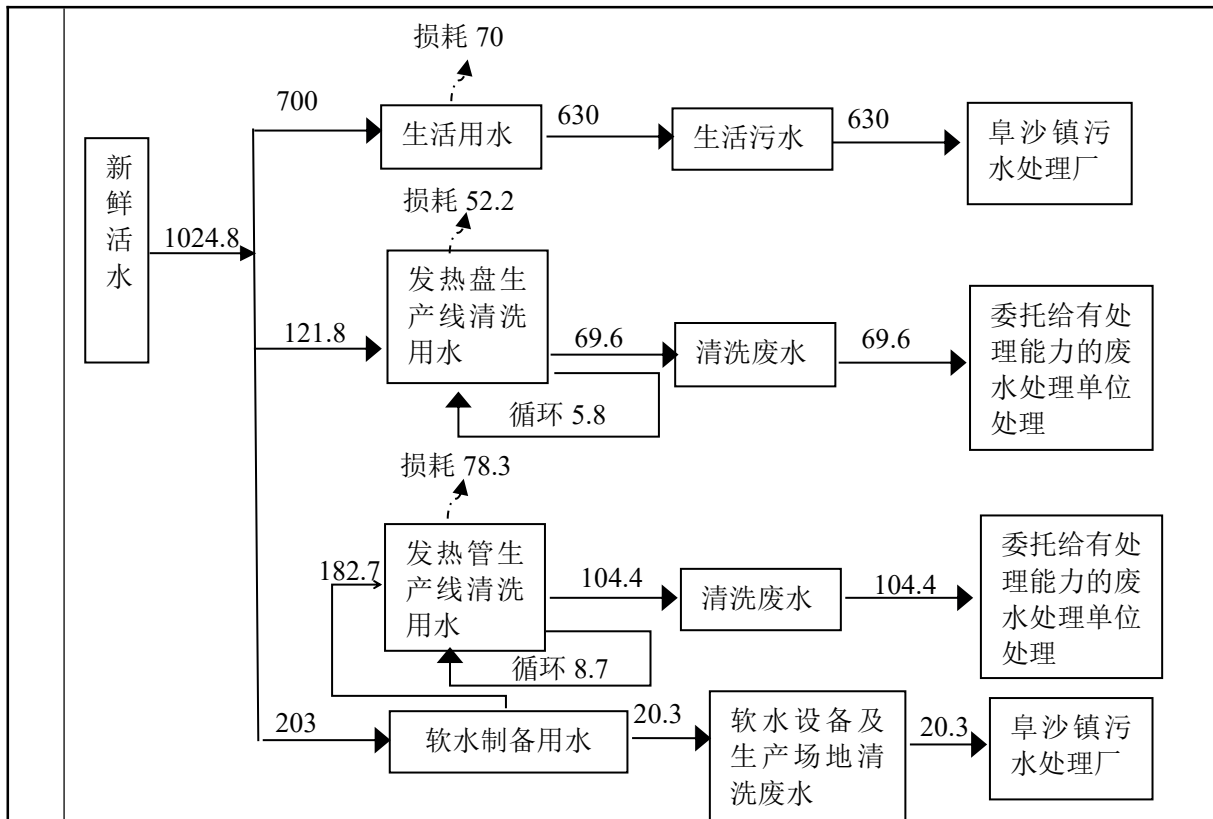 损耗 70
700
生活用水
630
生活污水
630
阜沙镇污
水处理厂
新
鲜
活
水
1024.8
损耗 52.2
121.8
发热盘生
产线清洗
用水
69.6
清洗废水
69.6
委托给有处
理能力的废
水处理单位
处理
循环 5.8
损耗 78.3
182.7
发热管生
产线清洗
用水
104.4
清洗废水
104.4
委托给有处
理能力的废
水处理单位
处理
循环 8.7
203
软水制备用水
20.3
软水设备及
生产场地清
洗废水
20.3
阜沙镇污
水处理厂